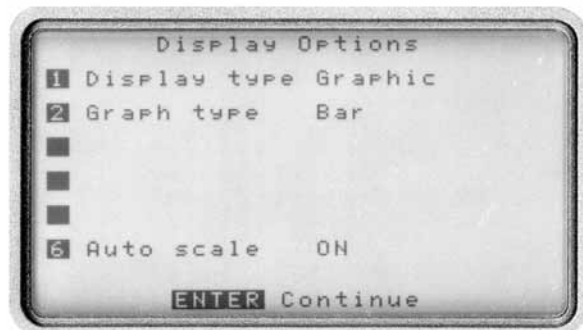 Display Options
1 Display type Graphic
2 Graph type Bar
6 Auto scale ON
ENTER Continue